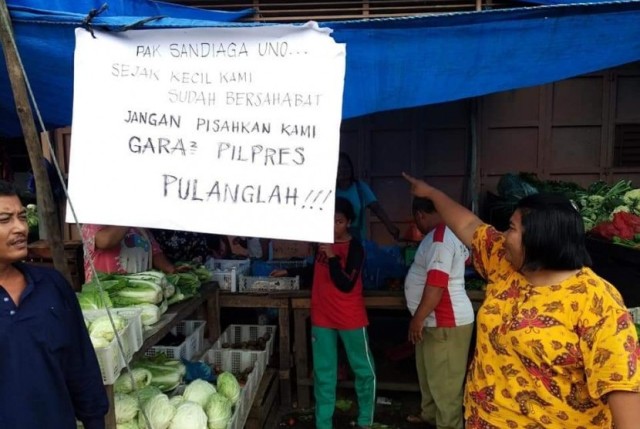 PAK SANDIAGA UNO...
SEJAK KECIL KAMI
SUDAH BERSAHABAT
JANGAN PISAHKAN KAMI
GARA² PILPRES
PULANGLAH!!!